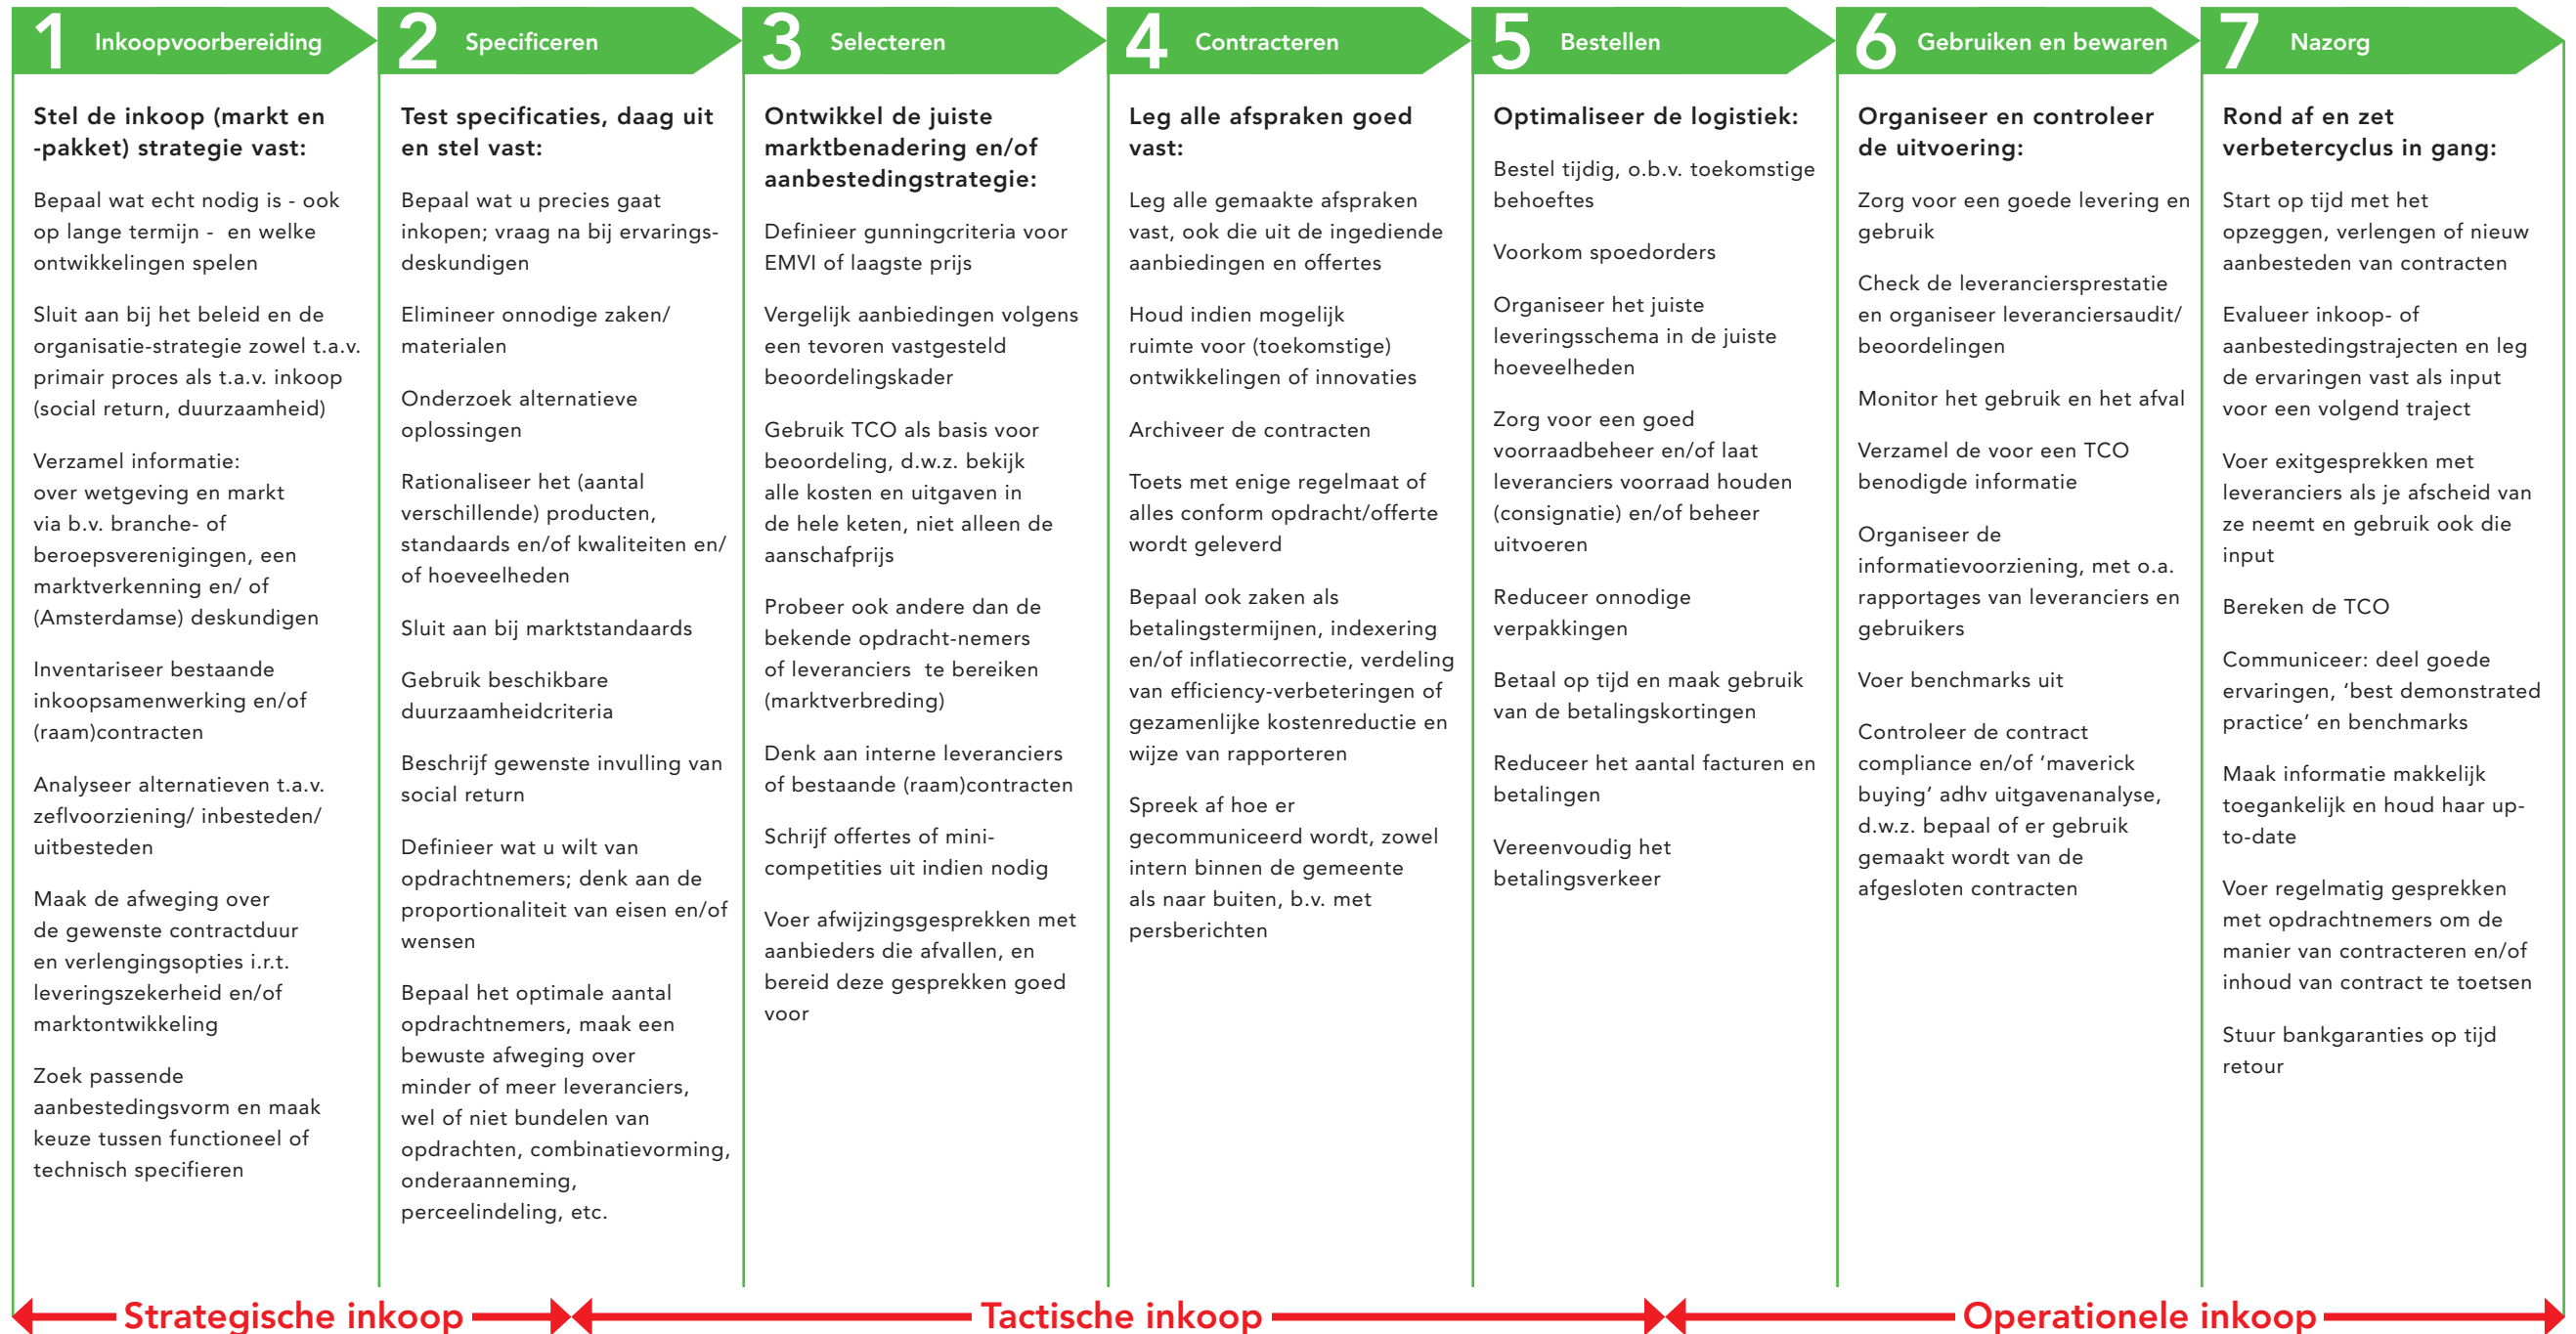 1 Inkoopvoorbereiding
Stel de inkoop (markt en
-pakket) strategie vast:
Bepaal wat echt nodig is - ook
op lange termijn - en welke
ontwikkelingen spelen
Sluit aan bij het beleid en de
organisatie-strategie zowel t.a.v.
primair proces als t.a.v. inkoop
(social return, duurzaamheid)
Verzamel informatie:
over wetgeving en markt
via b.v. branche- of
beroepsverenigingen, een
marktverkenning en/ of
(Amsterdamse) deskundigen
Inventariseer bestaande
inkoopsamenwerking en/of
(raam)contracten
Analyseer alternatieven t.a.v.
zeflvoorziening/ inbesteden/
uitbesteden
Maak de afweging over
de gewenste contractduur
en verlengingsopties i.r.t.
leveringszekerheid en/of
marktontwikkeling
Zoek passende
aanbestedingsvorm en maak
keuze tussen functioneel of
technisch specifieren
2 Specificeren
Test specificaties, daag uit
en stel vast:
Bepaal wat u precies gaat
inkopen; vraag na bij ervarings-
deskundigen
Elimineer onnodige zaken/
materialen
Onderzoek alternatieve
oplossingen
Rationaliseer het (aantal
verschillende) producten,
standaards en/of kwaliteiten en/
of hoeveelheden
Sluit aan bij marktstandaards
Gebruik beschikbare
duurzaamheidcriteria
Beschrijf gewenste invulling van
social return
Definieer wat u wilt van
opdrachtnemers; denk aan de
proportionaliteit van eisen en/of
wensen
Bepaal het optimale aantal
opdrachtnemers, maak een
bewuste afweging over
minder of meer leveranciers,
wel of niet bundelen van
opdrachten, combinatievorming,
onderaanneming,
perceelindeling, etc.
3 Selecteren
Ontwikkel de juiste
marktbenadering en/of
aanbestedingstrategie:
Definieer gunningcriteria voor
EMVI of laagste prijs
Vergelijk aanbiedingen volgens
een tevoren vastgesteld
beoordelingskader
Gebruik TCO als basis voor
beoordeling, d.w.z. bekijk
alle kosten en uitgaven in
de hele keten, niet alleen de
aanschafprijs
Probeer ook andere dan de
bekende opdracht-nemers
of leveranciers te bereiken
(marktverbreding)
Denk aan interne leveranciers
of bestaande (raam)contracten
Schrijf offertes of mini-
competities uit indien nodig
Voer afwijzingsgesprekken met
aanbieders die afvallen, en
bereid deze gesprekken goed
voor
4 Contracteren
Leg alle afspraken goed
vast:
Leg alle gemaakte afspraken
vast, ook die uit de ingediende
aanbiedingen en offertes
Houd indien mogelijk
ruimte voor (toekomstige)
ontwikkelingen of innovaties
Archiveer de contracten
Toets met enige regelmaat of
alles conform opdracht/offerte
wordt geleverd
Bepaal ook zaken als
betalingstermijnen, indexering
en/of inflatiecorrectie, verdeling
van efficiency-verbeteringen of
gezamenlijke kostenreductie en
wijze van rapporteren
Spreek af hoe er
gecommuniceerd wordt, zowel
intern binnen de gemeente
als naar buiten, b.v. met
persberichten
5 Bestellen
Optimaliseer de logistiek:
Bestel tijdig, o.b.v. toekomstige
behoeftes
Voorkom spoedorders
Organiseer het juiste
leveringsschema in de juiste
hoeveelheden
Zorg voor een goed
voorraadbeheer en/of laat
leveranciers voorraad houden
(consignatie) en/of beheer
uitvoeren
Reduceer onnodige
verpakkingen
Betaal op tijd en maak gebruik
van de betalingskortingen
Reduceer het aantal facturen en
betalingen
Vereenvoudig het
betalingsverkeer
6 Gebruiken en bewaren
Organiseer en controleer
de uitvoering:
Zorg voor een goede levering en
gebruik
Check de leveranciersprestatie
en organiseer leveranciersaudit/
beoordelingen
Monitor het gebruik en het afval
Verzamel de voor een TCO
benodigde informatie
Organiseer de
informatievoorziening, met o.a.
rapportages van leveranciers en
gebruikers
Voer benchmarks uit
Controleer de contract
compliance en/of ‘maverick
buying’ adhv uitgavenanalyse,
d.w.z. bepaal of er gebruik
gemaakt wordt van de
afgesloten contracten
7 Nazorg
Rond af en zet
verbetercyclus in gang:
Start op tijd met het
opzeggen, verlengen of nieuw
aanbesteden van contracten
Evalueer inkoop- of
aanbestedingstrajecten en leg
de ervaringen vast als input
voor een volgend traject
Voer exitgesprekken met
leveranciers als je afscheid van
ze neemt en gebruik ook die
input
Bereken de TCO
Communiceer: deel goede
ervaringen, ‘best demonstrated
practice’ en benchmarks
Maak informatie makkelijk
toegankelijk en houd haar up-
to-date
Voer regelmatig gesprekken
met opdrachtnemers om de
manier van contracteren en/of
inhoud van contract te toetsen
Stuur bankgaranties op tijd
retour
Strategische inkoop
Tactische inkoop
Operationele inkoop